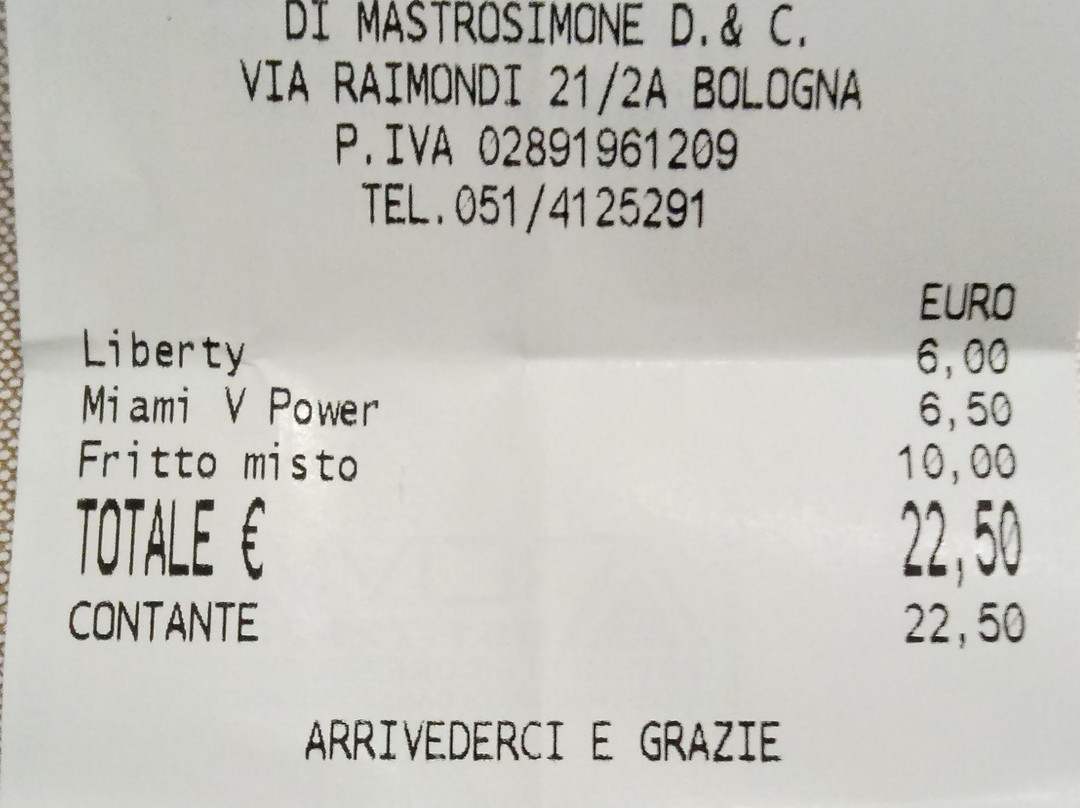 DI MASTROSIMONE D.& C.
VIA RAIMONDI 21/2A BOLOGNA
P.IVA 02891961209
TEL.051/4125291
EURO
Liberty 6,00
Miami V Power 6,50
Fritto misto 10,00
TOTALE € 22,50
CONTANTE 22,50
ARRIVEDERCI E GRAZIE